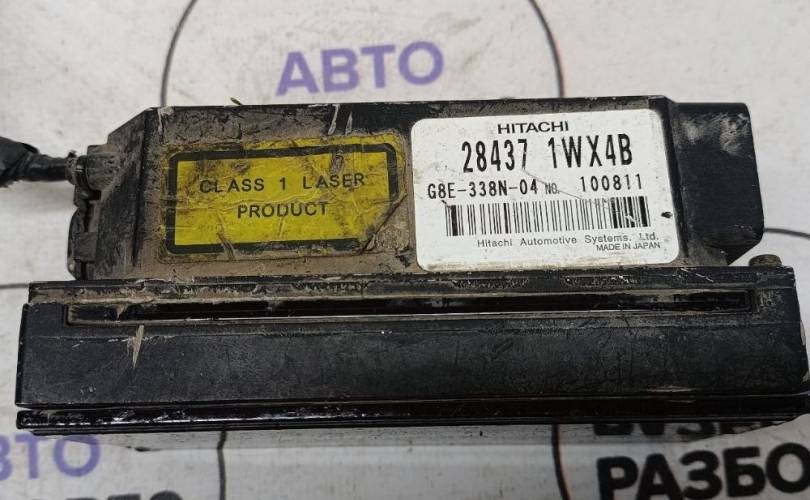 АВТО
HITACHI
28437 1WX4B
G8E-338N-04 NO. 100811
Hitachi Automotive Systems, Ltd.
MADE IN JAPAN
CLASS 1 LASER
PRODUCT
АВТО
РАЗБО